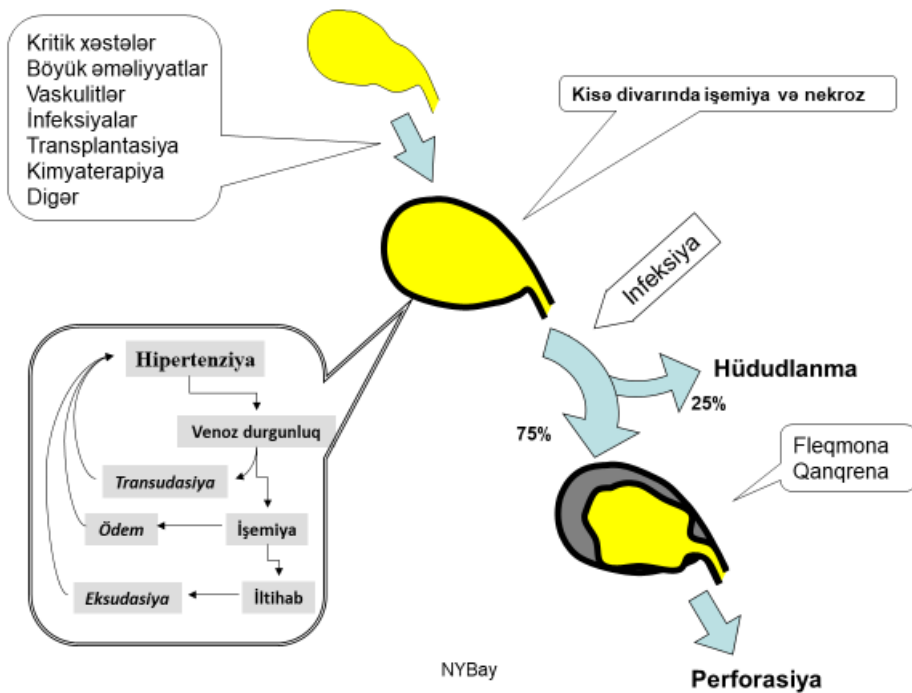 Kritik xəstələr
Böyük əməliyyatlar
Vaskulitlər
İnfeksiyalar
Transplantasiya
Kimyaterapiya
Digər
Kisə divarında işemiya və nekroz
Infeksiya
Hipertenziya
Venoz durgunluq
Transudasiya
Ödem
İşemiya
Eksudasiya
İltihab
Hüdudlanma
25%
75%
Fleqmona
Qanqrena
NYBay
Perforasiya